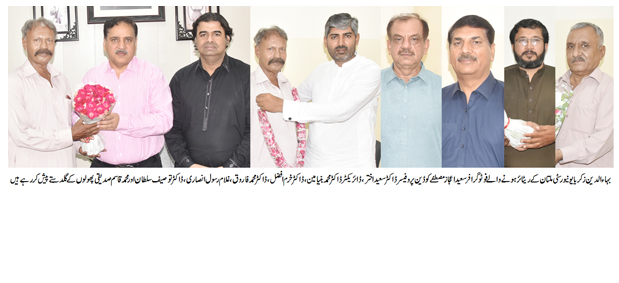 بہاءالدین زکریا یونیورسٹی ملتان کے ریٹائر ہونے والے فوٹوگرافر سعید اعجاز مصطفےٰ کو ڈین پروفیسر ڈاکٹر سعید اختر، ڈائریکٹر ڈاکٹر محمد بنیامین، ڈاکٹر خرم افضل، ڈاکٹر محمد فاروق، غلام رسول انصاری، ڈاکٹر توصیف سلطان اور محمد قاسم صدیقی پھولوں کے گلدستے پیش کر رہے ہیں